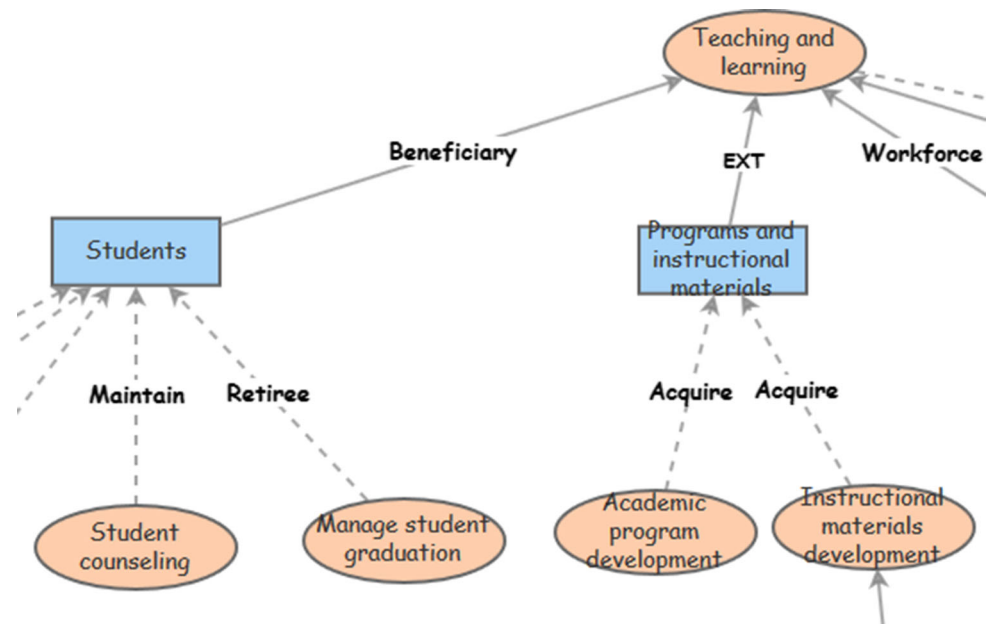 Teaching and
learning
Beneficiary
EXT
Workforce
Students
Programs and
instructional
materials
Maintain
Retiree
Acquire
Acquire
Student
counseling
Manage student
graduation
Academic
program
development
Instructional
materials
development